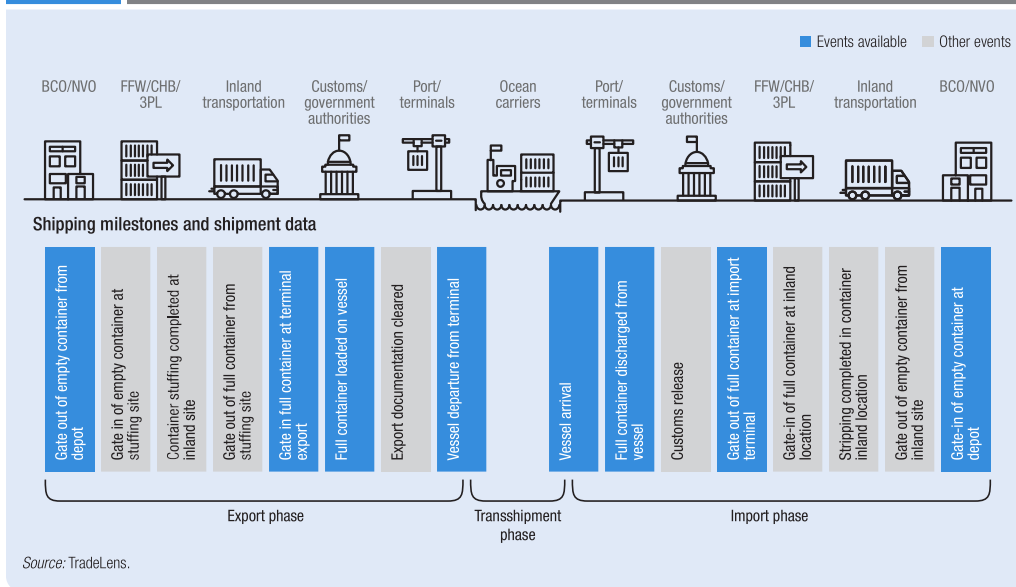 Events available
Other events
BCO/NVO
FFW/CHB/
3PL
Inland
transportation
Customs/
government
authorities
Port/
terminals
Ocean
carriers
Port/
terminals
Customs/
government
authorities
FFW/CHB/
3PL
Inland
transportation
BCO/NVO
Shipping milestones and shipment data
Gate out of empty container from
depot
Gate in of empty container at
stuffing site
Container stuffing completed at
inland site
Gate out of full container from
stuffing site
Gate in full container at terminal
export
Full container loaded on vessel
Export documentation cleared
Vessel departure from terminal
Vessel arrival
Full container discharged from
vessel
Customs release
Gate out of full container at import
terminal
Gate-in of full container at inland
location
Stripping completed in container
inland location
Gate out of empty container from
inland site
Gate-in of empty container at
depot
Export phase
Transshipment
phase
Import phase
Source: TradeLens.